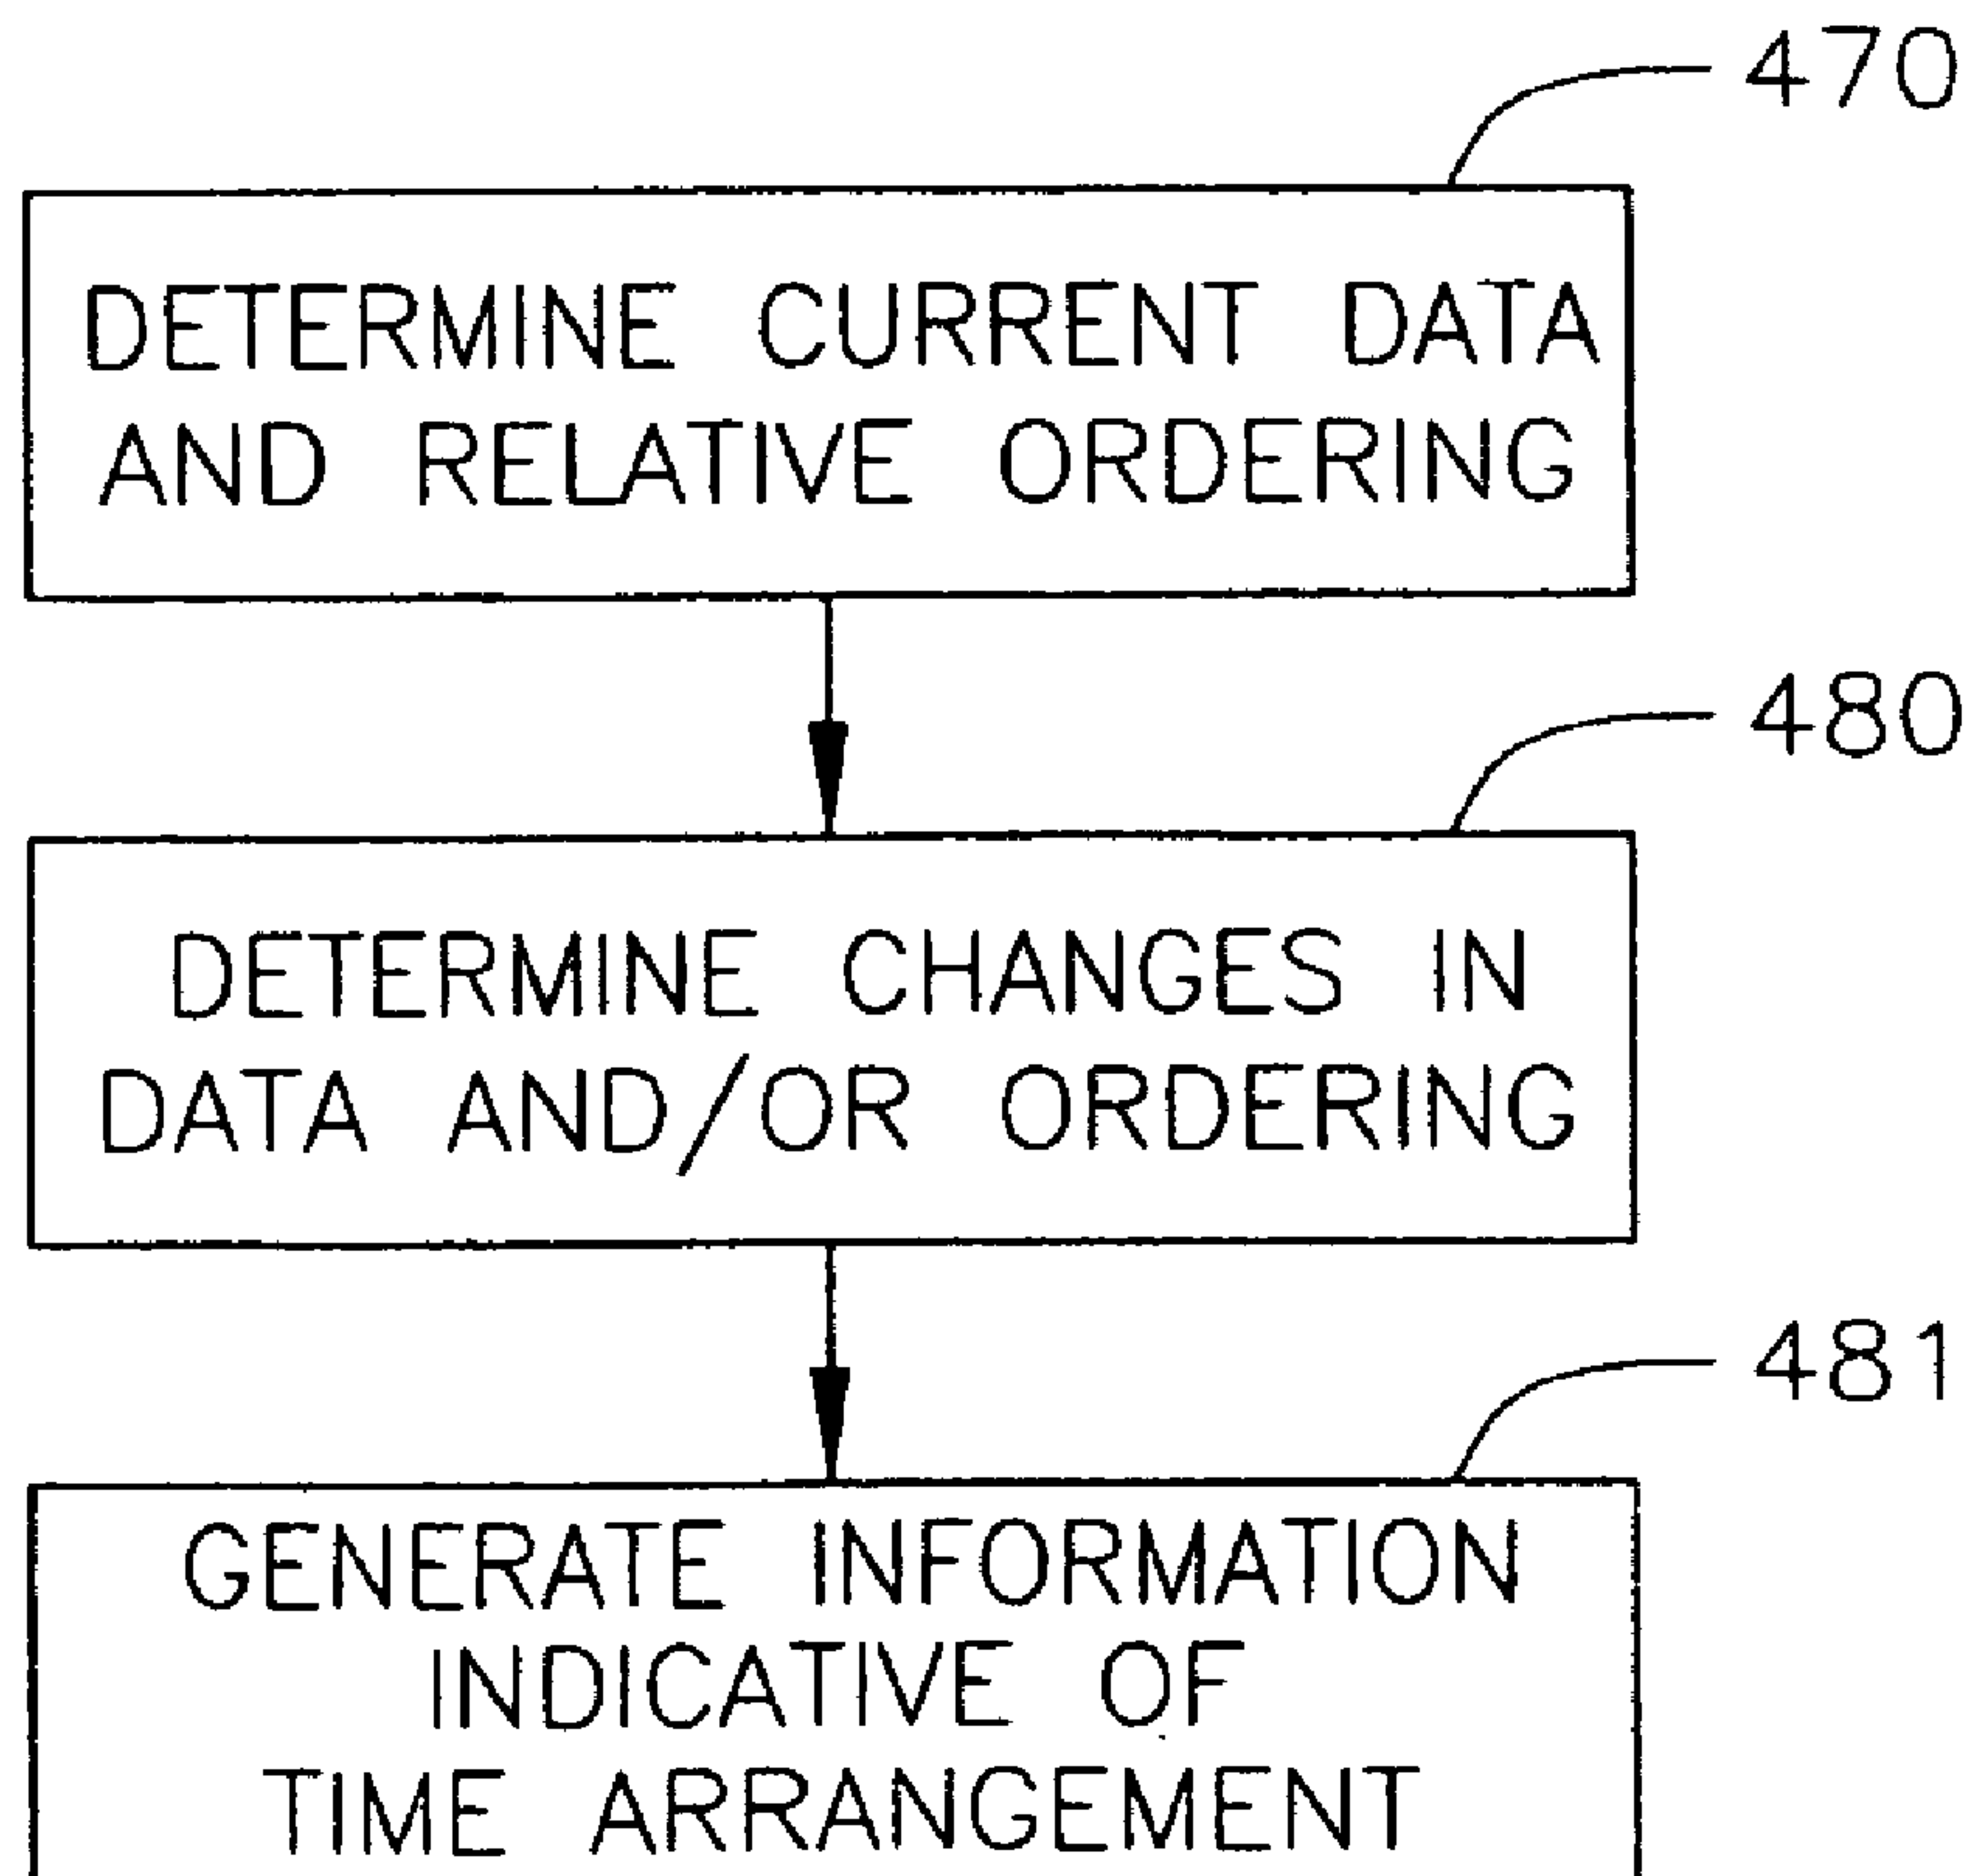 470
DETERMINE CURRENT DATA
AND RELATIVE ORDERING
480
DETERMINE CHANGES IN
DATA AND/OR ORDERING
481
GENERATE INFORMATION
INDICATIVE OF
TIME ARRANGEMENT